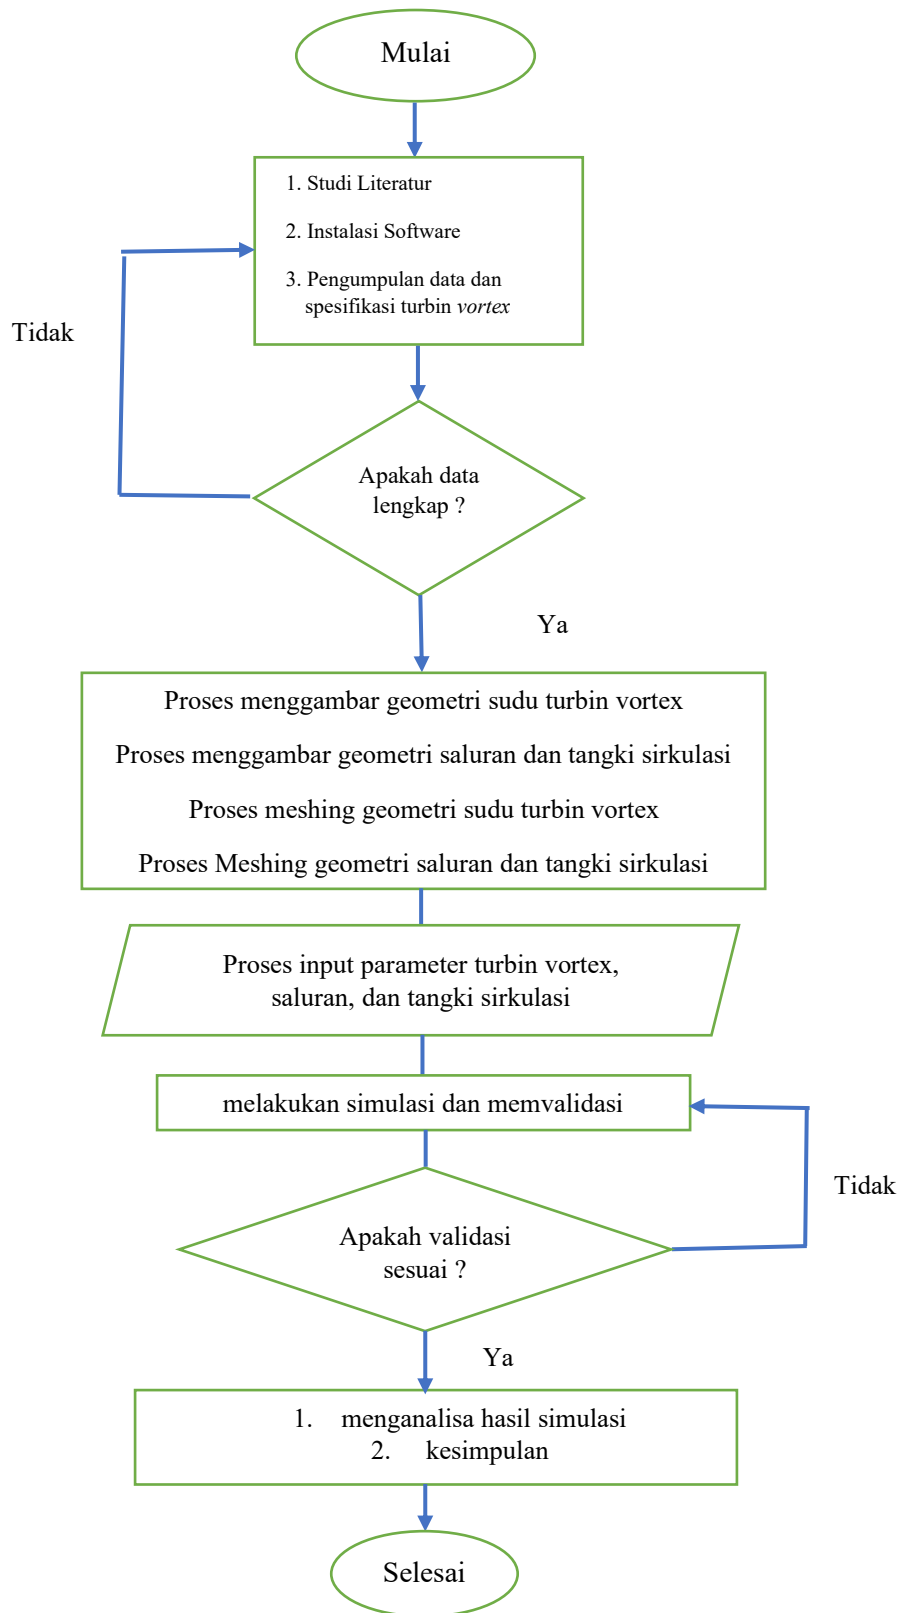 Mulai
1. Studi Literatur
2. Instalasi Software
3. Pengumpulan data dan
spesifikasi turbin vortex
Tidak
Apakah data
lengkap ?
Ya
Proses menggambar geometri sudu turbin vortex
Proses menggambar geometri saluran dan tangki sirkulasi
Proses meshing geometri sudu turbin vortex
Proses Meshing geometri saluran dan tangki sirkulasi
Proses input parameter turbin vortex,
saluran, dan tangki sirkulasi
melakukan simulasi dan memvalidasi
Tidak
Apakah validasi
sesuai ?
Ya
1. menganalisa hasil simulasi
2. kesimpulan
Selesai